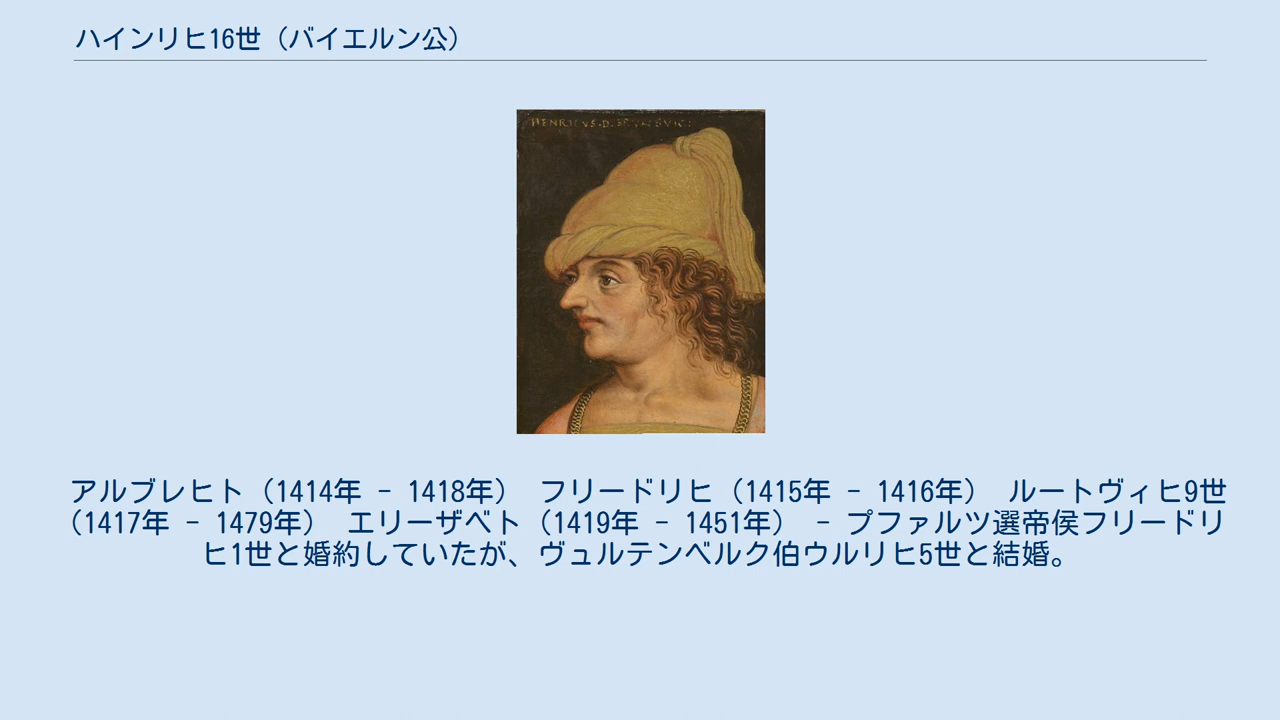 ハインリヒ16世（バイエルン公）
HENRICVS.D.
アルブレヒト（1414年 - 1418年） フリードリヒ（1415年 - 1416年） ルートヴィヒ9世
（1417年 - 1479年） エリーザベト（1419年 - 1451年） - プファルツ選帝侯フリードリ
ヒ1世と婚約していたが、ヴュルテンベルク伯ウルリヒ5世と結婚。